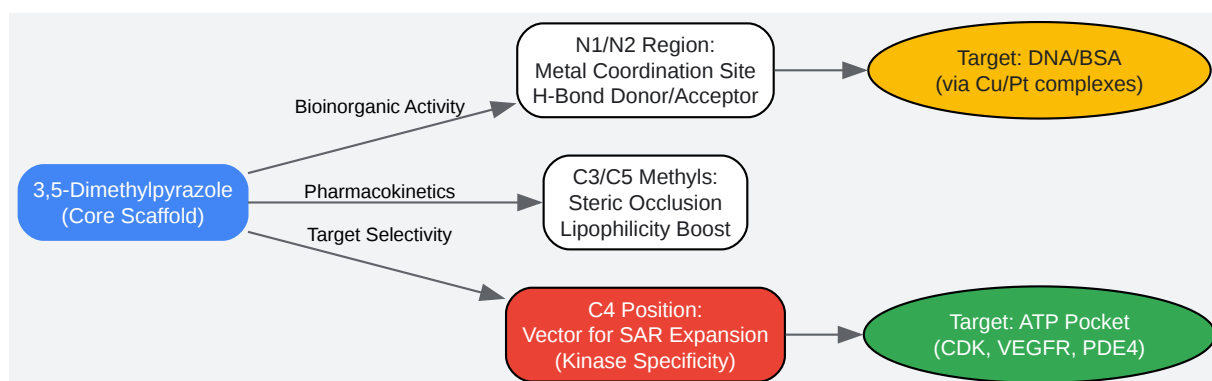 3,5-Dimethylpyrazole
(Core Scaffold)
Bioinorganic Activity
Pharmacokinetics
Target Selectivity
N1/N2 Region:
Metal Coordination Site
H-Bond Donor/Acceptor
C3/C5 Methyls:
Steric Occlusion
Lipophilicity Boost
C4 Position:
Vector for SAR Expansion
(Kinase Specificity)
Target: DNA/BSA
(via Cu/Pt complexes)
Target: ATP Pocket
(CDK, VEGFR, PDE4)